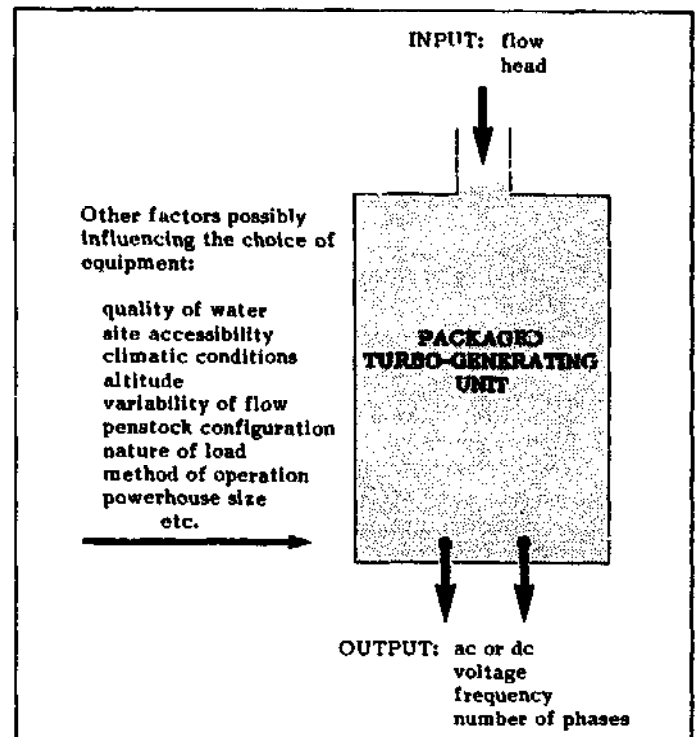 INPUT: flow
head
Other factors possibly
influencing the choice of
equipment:
quality of water
site accessibility
climatic conditions
altitude
variability of flow
penstock configuration
nature of load
method of operation
powerhouse size
etc.
PACKAGED
TURBO-GENERATING
UNIT
OUTPUT: ac or dc
voltage
frequency
number of phases